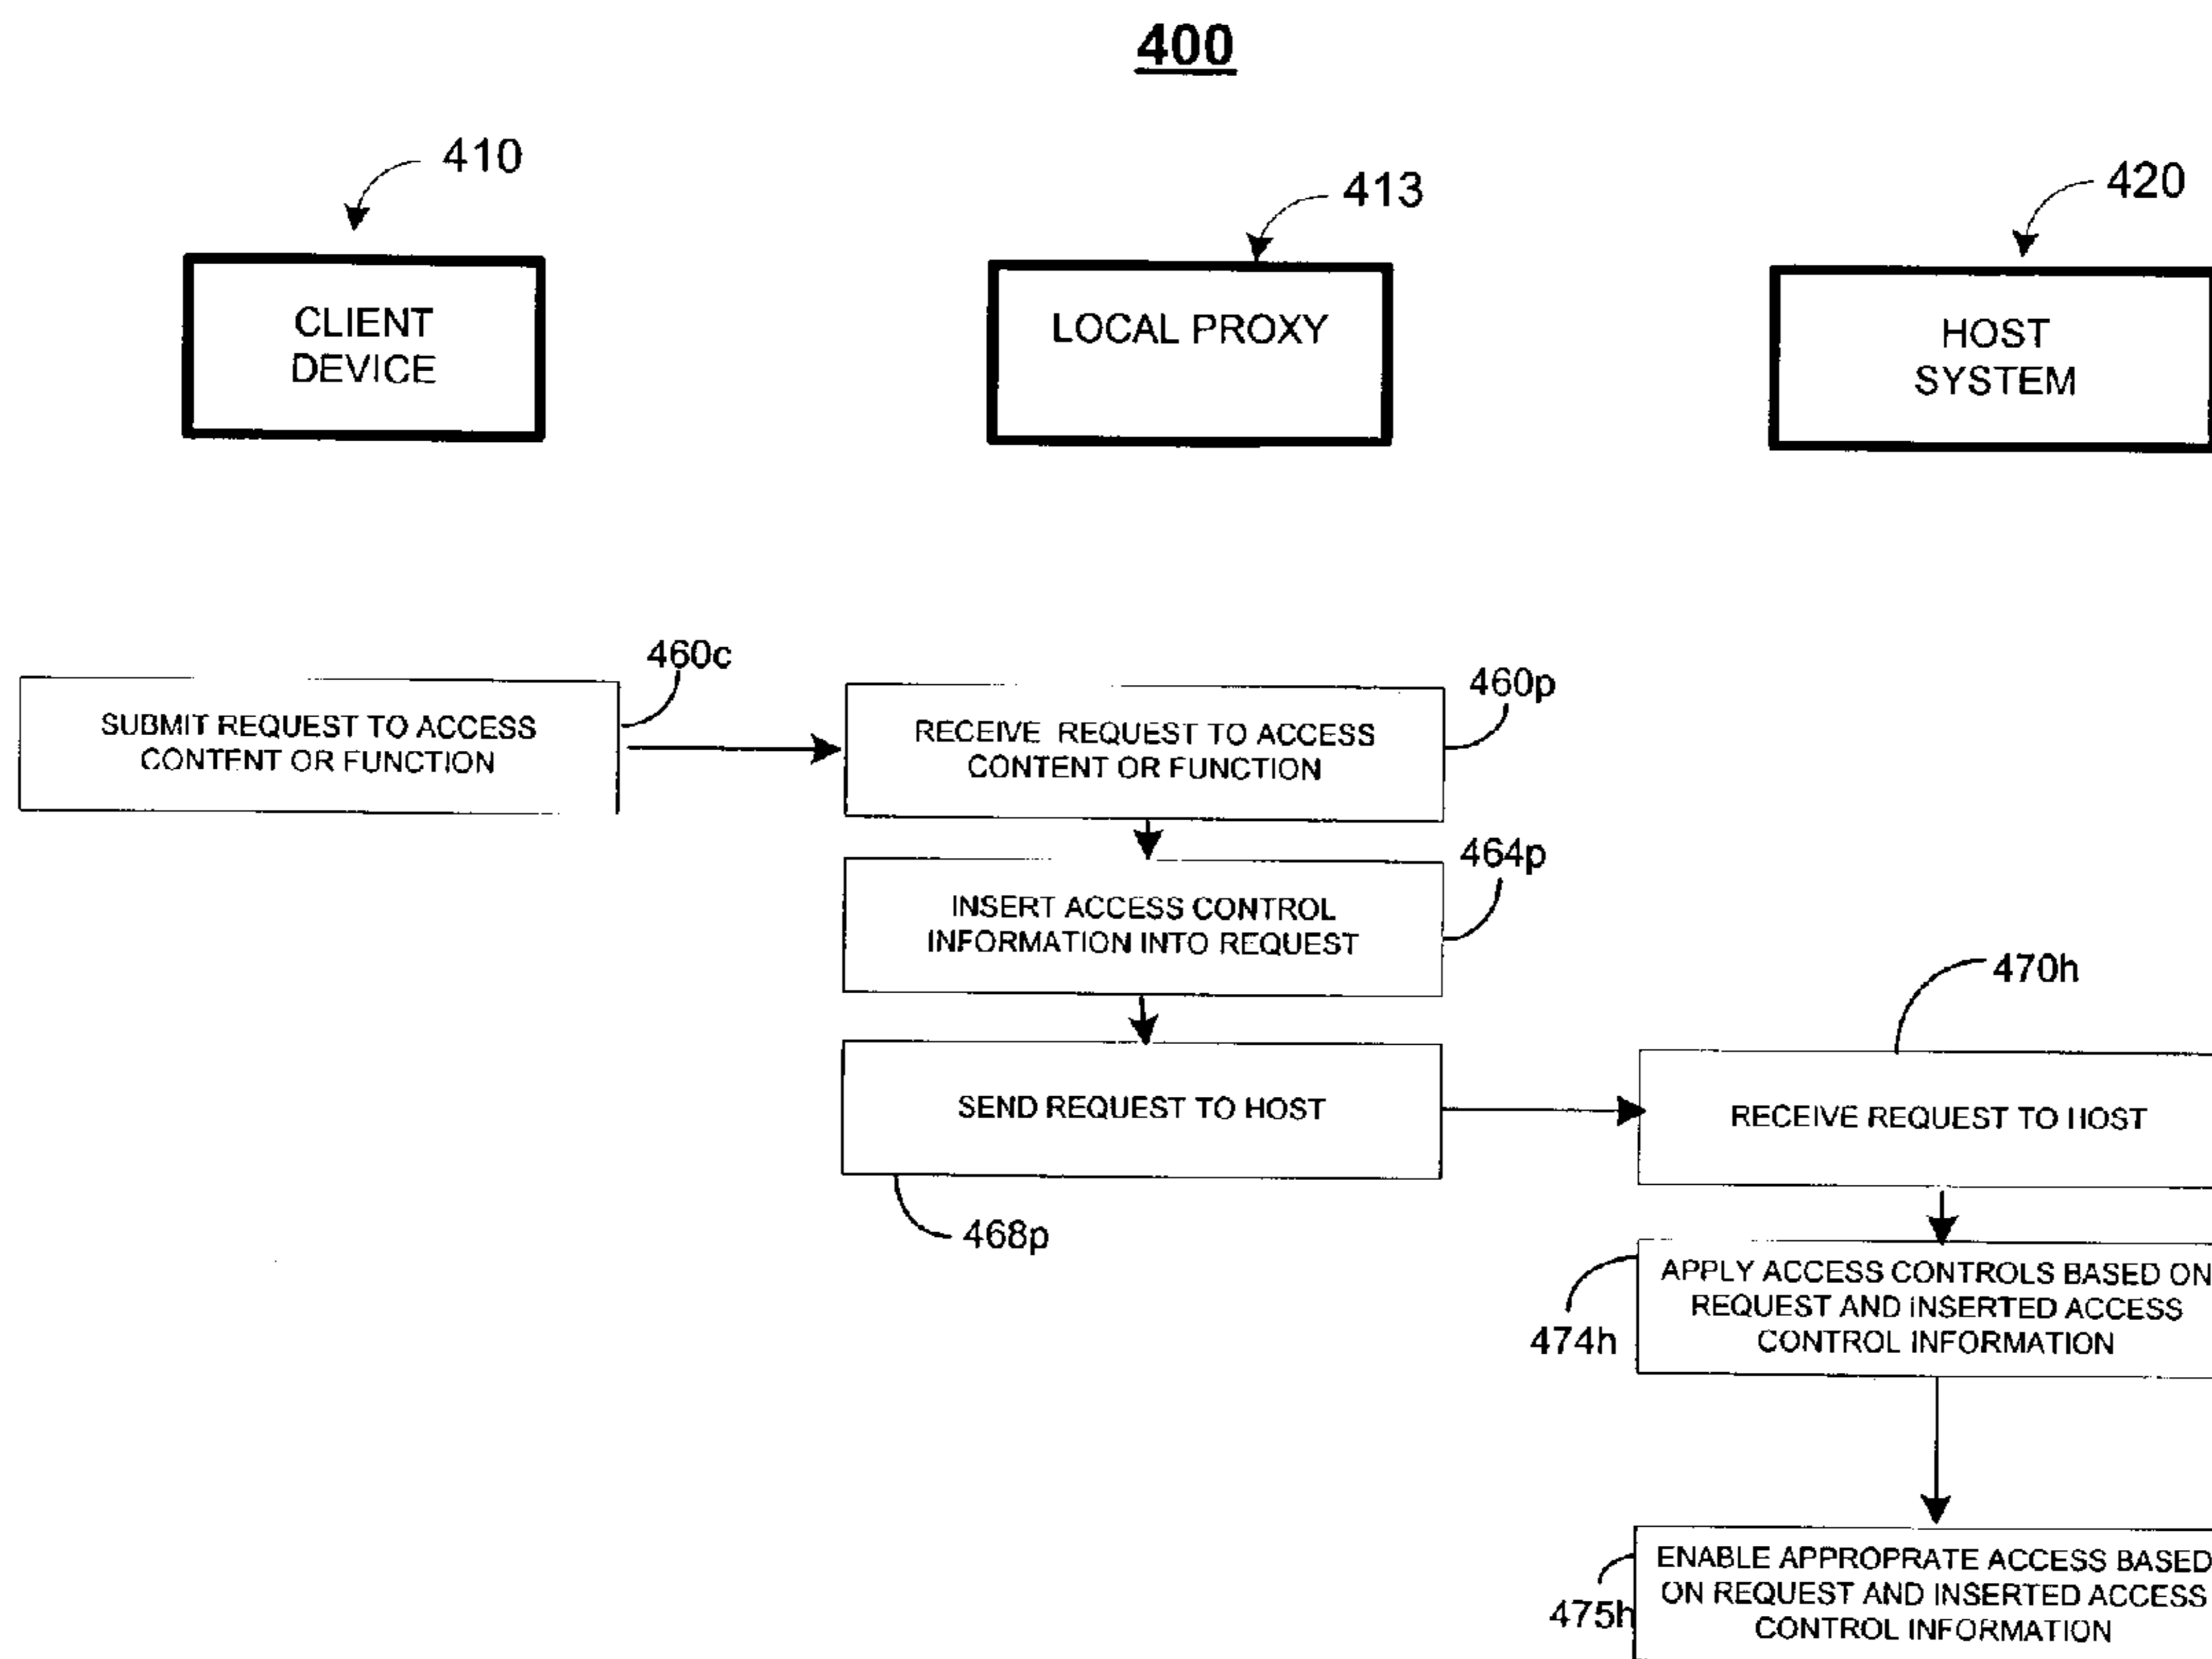 400
410
413
420
CLIENT
DEVICE
LOCAL PROXY
HOST
SYSTEM
460c
SUBMIT REQUEST TO ACCESS
CONTENT OR FUNCTION
460p
RECEIVE REQUEST TO ACCESS
CONTENT OR FUNCTION
464p
INSERT ACCESS CONTROL
INFORMATION INTO REQUEST
470h
SEND REQUEST TO HOST
RECEIVE REQUEST TO HOST
468p
APPLY ACCESS CONTROLS BASED ON
REQUEST AND INSERTED ACCESS
CONTROL INFORMATION
474h
ENABLE APPROPRATE ACCESS BASED
ON REQUEST AND INSERTED ACCESS
CONTROL INFORMATION
475h